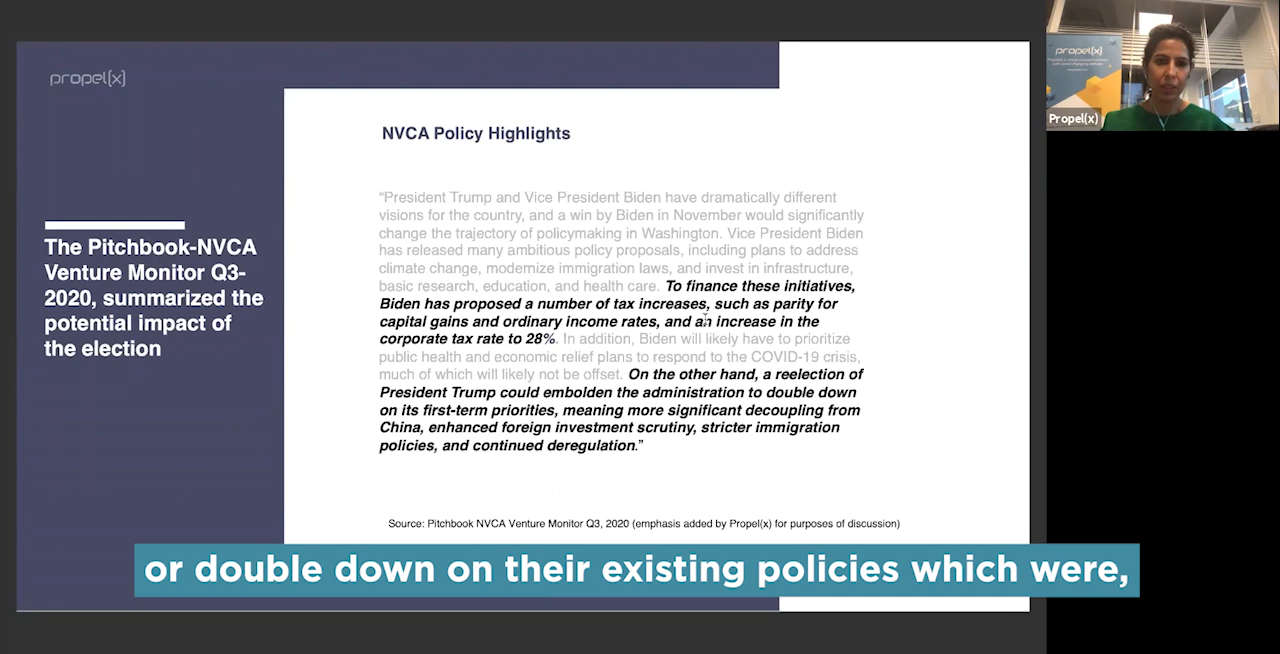 propel(x)
The Pitchbook-NVCA
Venture Monitor Q3-
2020, summarized the
potential impact of
the election
NVCA Policy Highlights
“President Trump and Vice President Biden have dramatically different
visions for the country, and a win by Biden in November would significantly
change the trajectory of policymaking in Washington. Vice President Biden
has released many ambitious policy proposals, including plans to address
climate change, modernize immigration laws, and invest in infrastructure,
basic research, education, and health care. To finance these initiatives,
Biden has proposed a number of tax increases, such as parity for
capital gains and ordinary income rates, and an increase in the
corporate tax rate to 28%. In addition, Biden will likely have to prioritize
public health and economic relief plans to respond to the COVID-19 crisis,
much of which will likely not be offset. On the other hand, a reelection of
President Trump could embolden the administration to double down
on its first-term priorities, meaning more significant decoupling from
China, enhanced foreign investment scrutiny, stricter immigration
policies, and continued deregulation.”
Source: Pitchbook NVCA Venture Monitor Q3, 2020 (emphasis added by Propel(x) for purposes of discussion)
or double down on their existing policies which were,
propel(x)
Propel(x)